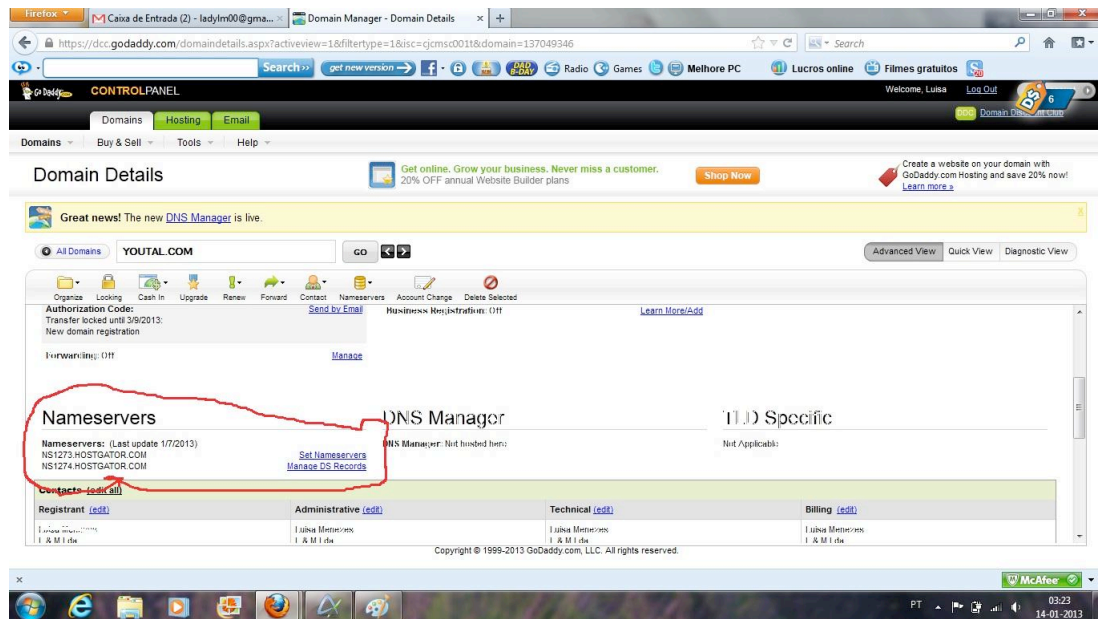 Firefox
Caixa de Entrada (2) - ladylm00@gma...
Domain Manager - Domain Details
https://dcc.godaddy.com/domaindetails.aspx?activeview=1&filtertype=1&isc=cjcmsc001t&domain=137049346
Search
Search
get new version
Radio
Games
Melhore PC
Lucros online
Filmes gratuitos
Go Daddy
CONTROLPANEL
Welcome, Luisa
Log Out
6
Domains
Hosting
Email
DDC
Domain Discount Club
Domains
Buy & Sell
Tools
Help
Domain Details
Get online. Grow your business. Never miss a customer.
20% OFF annual Website Builder plans
Shop Now
Create a website on your domain with
GoDaddy.com Hosting and save 20% now!
Learn more »
Great news! The new DNS Manager is live.
All Domains
YOUTAL.COM
GO
Advanced View
Quick View
Diagnostic View
Organize
Locking
Cash In
Upgrade
Renew
Forward
Contact
Nameservers
Account Change
Delete Selected
Authorization Code:
Send by Email
Transfer locked until 3/9/2013:
New domain registration
Business Registration: Off
Learn More/Add
Forwarding: Off
Manage
Nameservers
DNS Manager
TLD Specific
Nameservers: (Last update 1/7/2013)
NS1273.HOSTGATOR.COM
Set Nameservers
NS1274.HOSTGATOR.COM
Manage DS Records
DNS Manager: Not hosted here
Not Applicable
Contacts (edit all)
Registrant (edit)
Administrative (edit)
Technical (edit)
Billing (edit)
Luisa Menezes
Luisa Menezes
Luisa Menezes
L & M Lda
L & M Lda
L & M Lda
L & M Lda
Copyright © 1999-2013 GoDaddy.com, LLC. All rights reserved.
McAfee
PT
03:23
14-01-2013